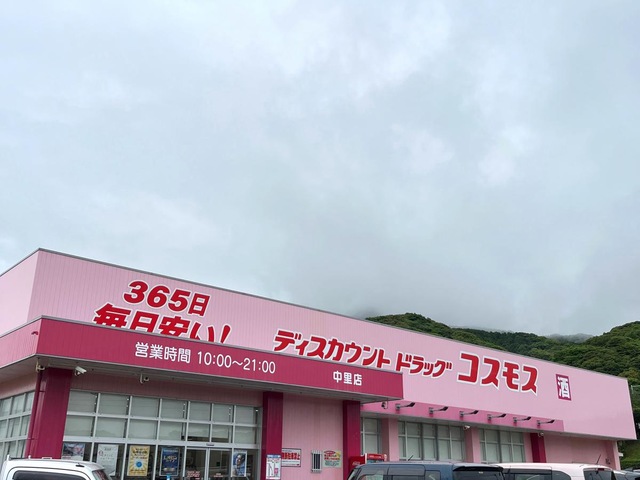 365日
毎日安い!
ディスカウント ドラッグ コスモス
酒
営業時間 10:00～21:00
中里店